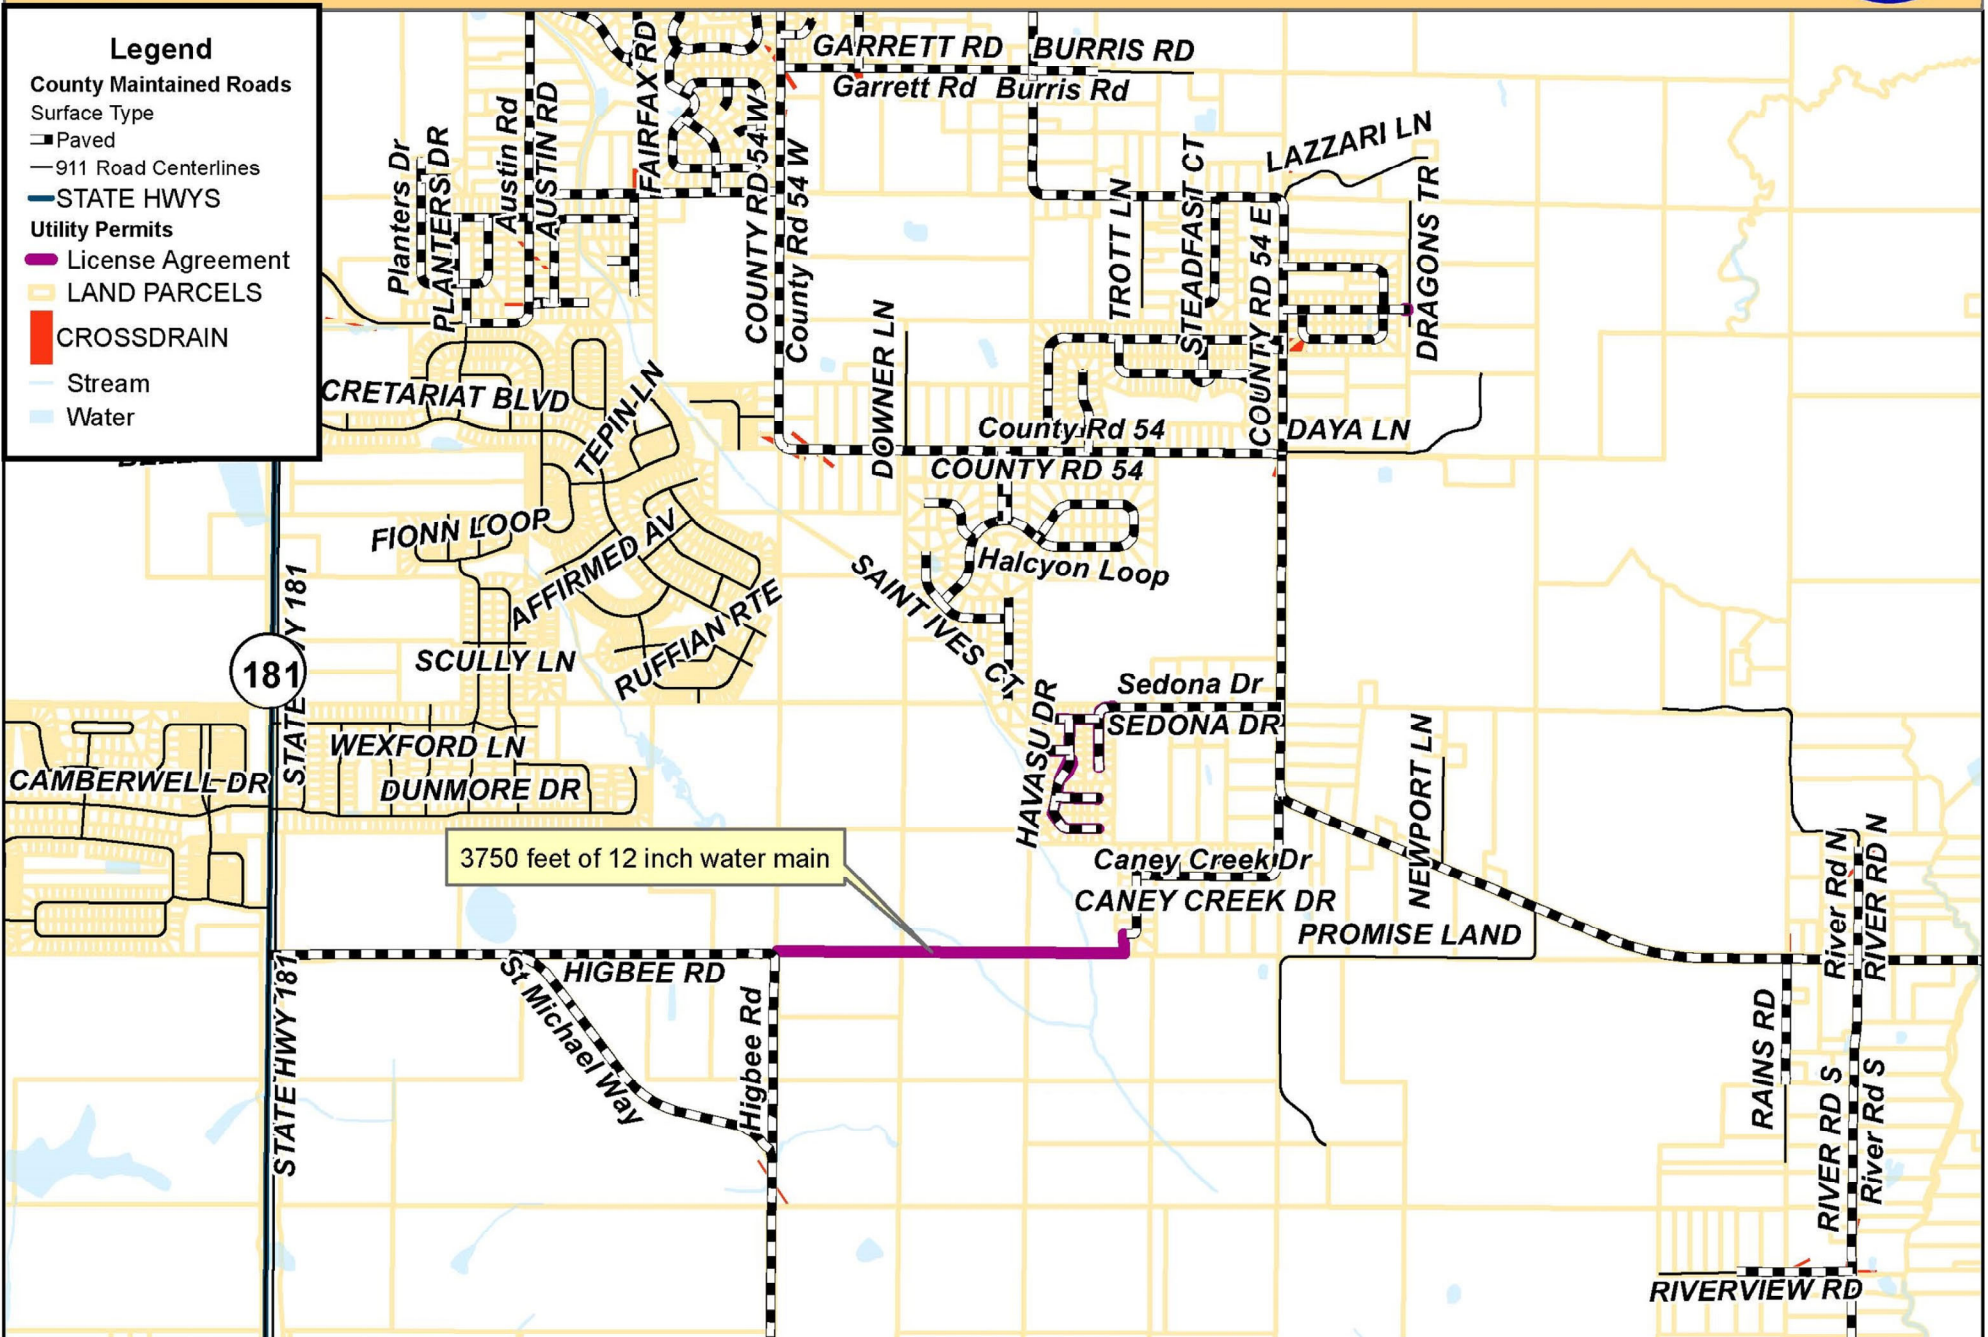 Legend
County Maintained Roads
Surface Type
Paved
911 Road Centerlines
STATE HWYS
Utility Permits
License Agreement
LAND PARCELS
CROSSDRAIN
Stream
Water
GARRETT RD
BURRIS RD
Garrett Rd
Burris Rd
FAIRFAX RD
Austin Rd
AUSTIN RD
Planters Dr
PLANTERS DR
COUNTY RD 54 W
County Rd 54 W
LAZZARI LN
TROTT LN
STEADFAST CT
COUNTY RD 54 E
DRAGONS TR
DOWNER LN
CRETARIAT BLVD
TEPIN LN
County Rd 54
COUNTY RD 54
DAYA LN
FIONN LOOP
AFFIRMED AV
RUFFIAN RTE
SAINT IVES CT
Halcyon Loop
STATE HWY 181
181
SCULLY LN
WEXFORD LN
CAMBERWELL DR
DUNMORE DR
Sedona Dr
SEDONA DR
HAVASU DR
NEWPORT LN
3750 feet of 12 inch water main
Caney Creek Dr
CANEY CREEK DR
PROMISE LAND
River Rd N
RIVER RD N
HIGBEE RD
St Michael Way
Higbee Rd
STATE HWY 181
RAINS RD
RIVER RD S
River Rd S
RIVERVIEW RD